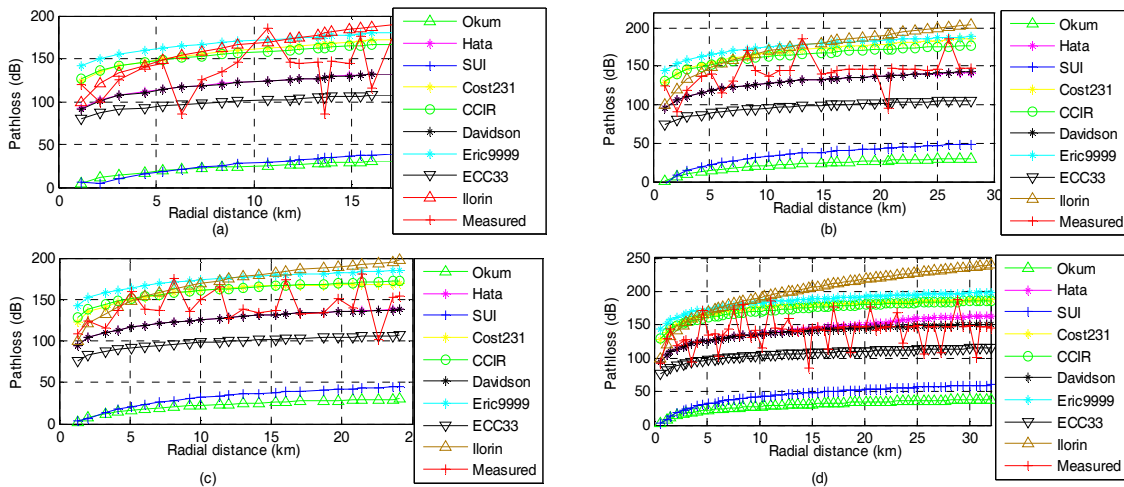 Pathloss (dB)
200
150
100
50
0
0
5
10
15
Radial distance (km)
(a)
Okum
Hata
SUI
Cost231
CCIR
Davidson
Eric9999
ECC33
Ilorin
Measured
Pathloss (dB)
200
150
100
50
0
0
5
10
15
20
25
30
Radial distance (km)
(b)
Okum
Hata
SUI
Cost231
CCIR
Davidson
Eric9999
ECC33
Ilorin
Measured
Pathloss (dB)
200
150
100
50
0
0
5
10
15
20
Radial distance (km)
(c)
Okum
Hata
SUI
Cost231
CCIR
Davidson
Eric9999
ECC33
Ilorin
Measured
Pathloss (dB)
250
200
150
100
50
0
0
5
10
15
20
25
30
Radial distance (km)
(d)
Okum
Hata
SUI
Cost231
CCIR
Davidson
Eric9999
ECC33
Ilorin
Measured